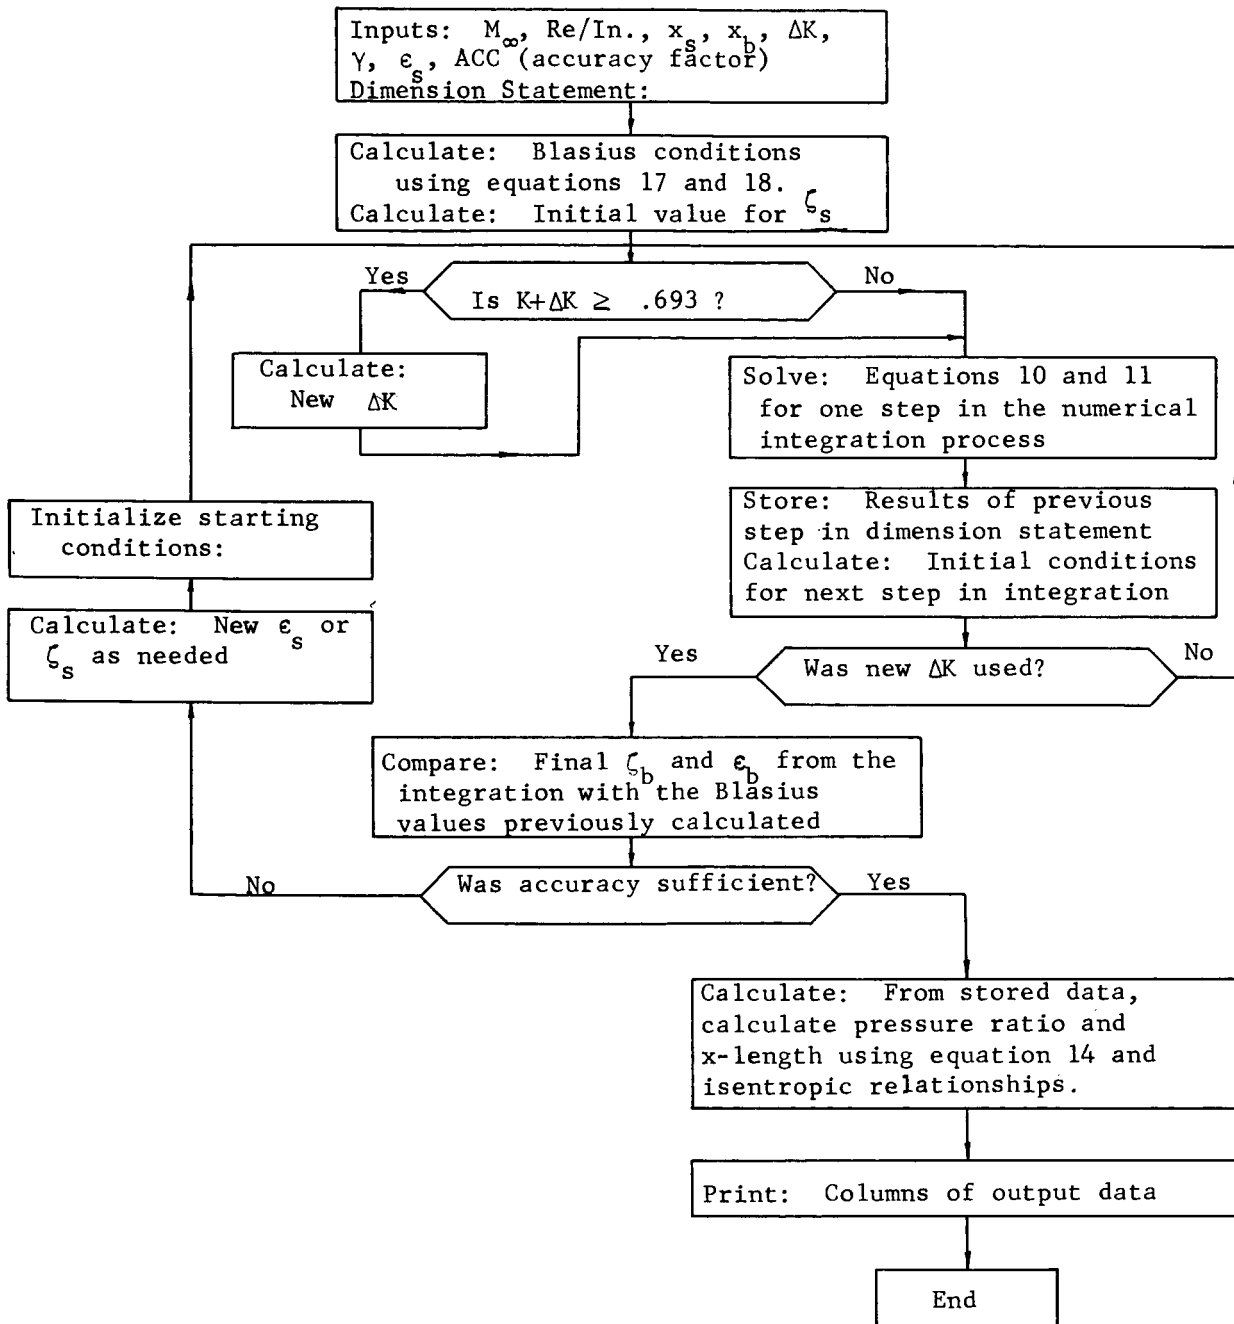 Inputs: M∞, Re/In., xs, xb, ΔK,
γ, εs, ACC (accuracy factor)
Dimension Statement:
Calculate: Blasius conditions
using equations 17 and 18.
Calculate: Initial value for ζs
Yes
Is K+ΔK ≥ .693 ?
No
Calculate:
New ΔK
Solve: Equations 10 and 11
for one step in the numerical
integration process
Store: Results of previous
step in dimension statement
Calculate: Initial conditions
for next step in integration
Initialize starting
conditions:
Calculate: New εs or
ζs as needed
Yes
Was new ΔK used?
No
Compare: Final ζb and εb from the
integration with the Blasius
values previously calculated
No
Was accuracy sufficient?
Yes
Calculate: From stored data,
calculate pressure ratio and
x-length using equation 14 and
isentropic relationships.
Print: Columns of output data
End